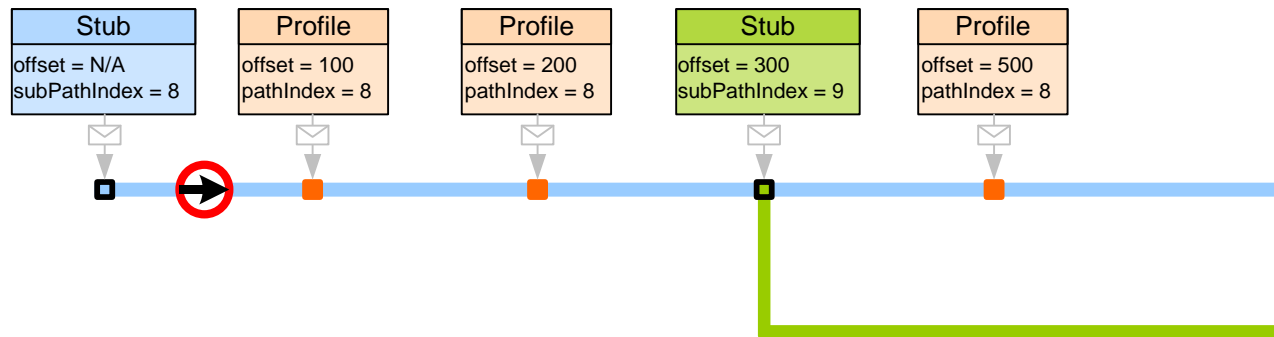 Stub
offset = N/A
subPathIndex = 8
Profile
offset = 100
pathIndex = 8
Profile
offset = 200
pathIndex = 8
Stub
offset = 300
subPathIndex = 9
Profile
offset = 500
pathIndex = 8